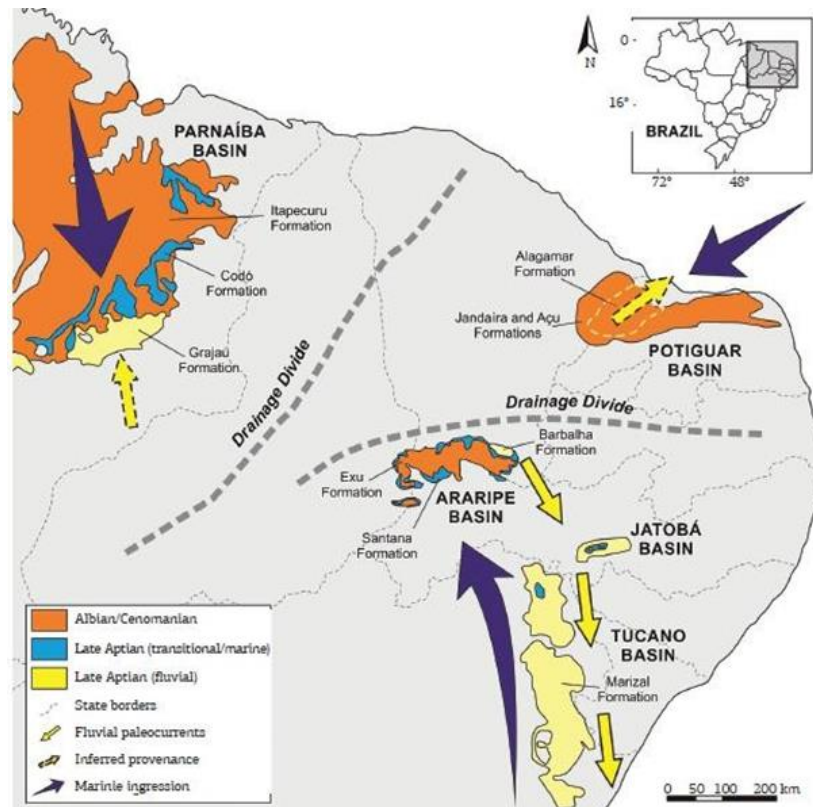 0
N
16°
BRAZIL
72° 48°
PARNAÍBA
BASIN
Itapecuru
Formation
Codó
Formation
Grajaú
Formation
Drainage Divide
Alagamar
Formation
Jandaira and Açu
Formations
POTIGUAR
BASIN
Drainage Divide
Barbalha
Formation
Exu
Formation
ARARIPE
BASIN
Santana
Formation
JATOBÁ
BASIN
TUCANO
BASIN
Marizal
Formation
Albian/Cenomanian
Late Aptian (transitional/marine)
Late Aptian (fluvial)
State borders
Fluvial paleocurrents
Inferred provenance
Marinie ingression
0 50 100 200 km